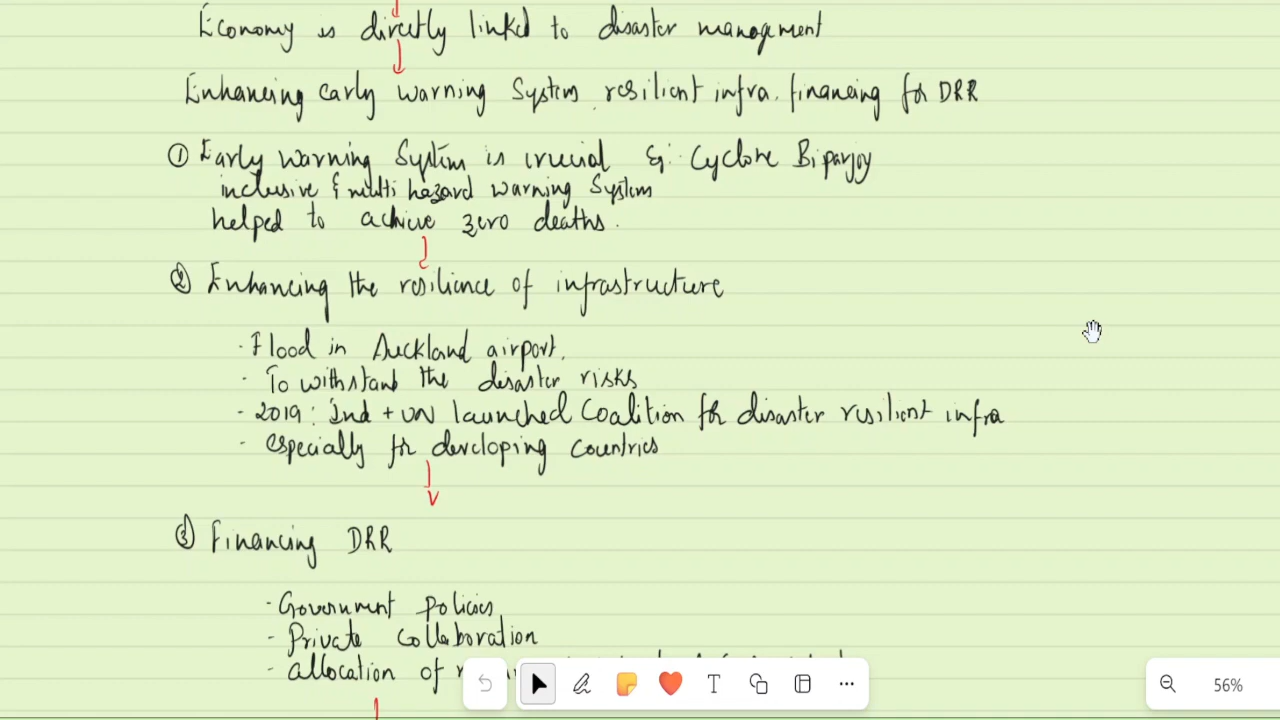 Economy is directly linked to disaster management
Enhancing early warning System, resilient infra. financing for DRR
① Early warning System is crucial Eg: Cyclone Biparjoy
inclusive & multi hazard warning System
helped to achieve zero deaths.
② Enhancing the resilience of infrastructure
· Flood in Auckland airport.
- To withstand the disaster risks
- 2019: Ind + UN launched Coalition for disaster resilient infra
- especially for developing Countries
③ Financing DRR
- Government policies
- Private collaboration
- allocation of
T
56%